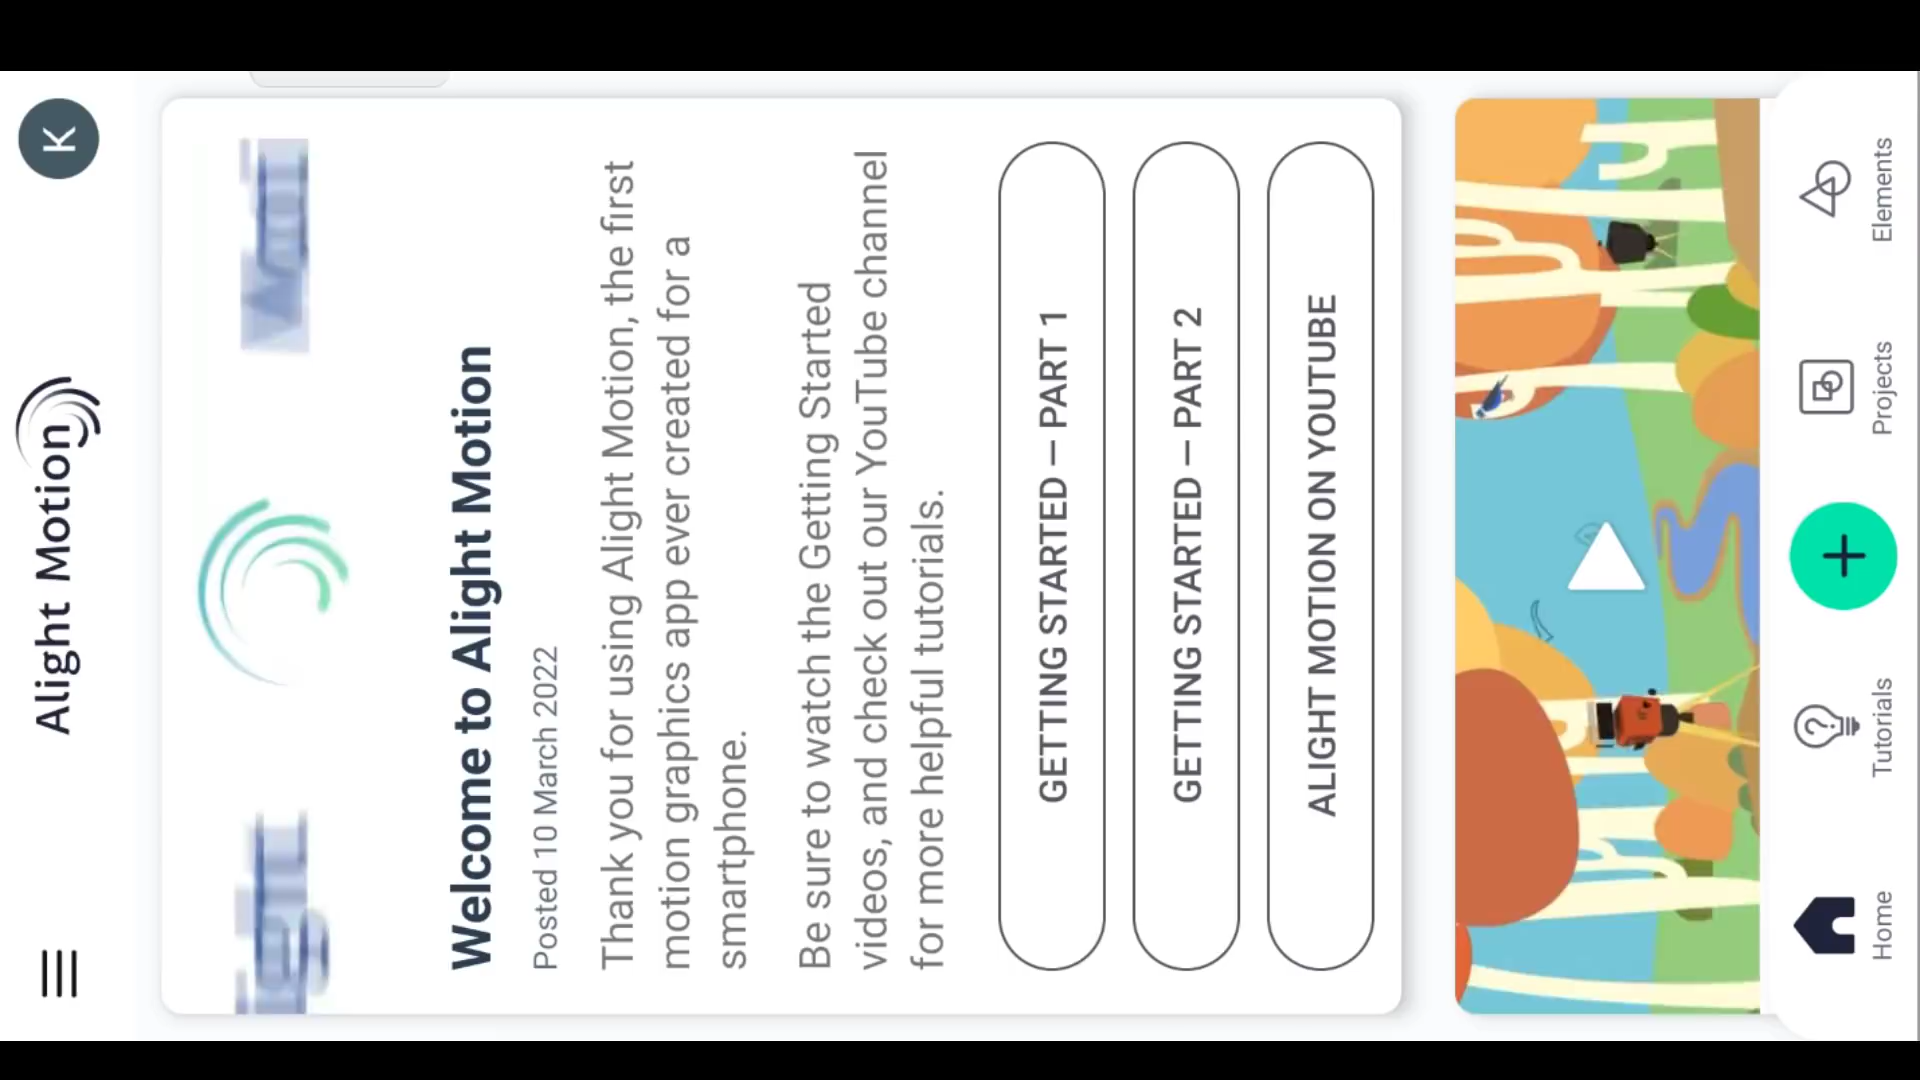 Alight Motion
K
Welcome to Alight Motion
Posted 10 March 2022
Thank you for using Alight Motion, the first
motion graphics app ever created for a
smartphone.
Be sure to watch the Getting Started
videos, and check out our YouTube channel
for more helpful tutorials.
GETTING STARTED – PART 1
GETTING STARTED – PART 2
ALIGHT MOTION ON YOUTUBE
Home
Tutorials
Projects
Elements